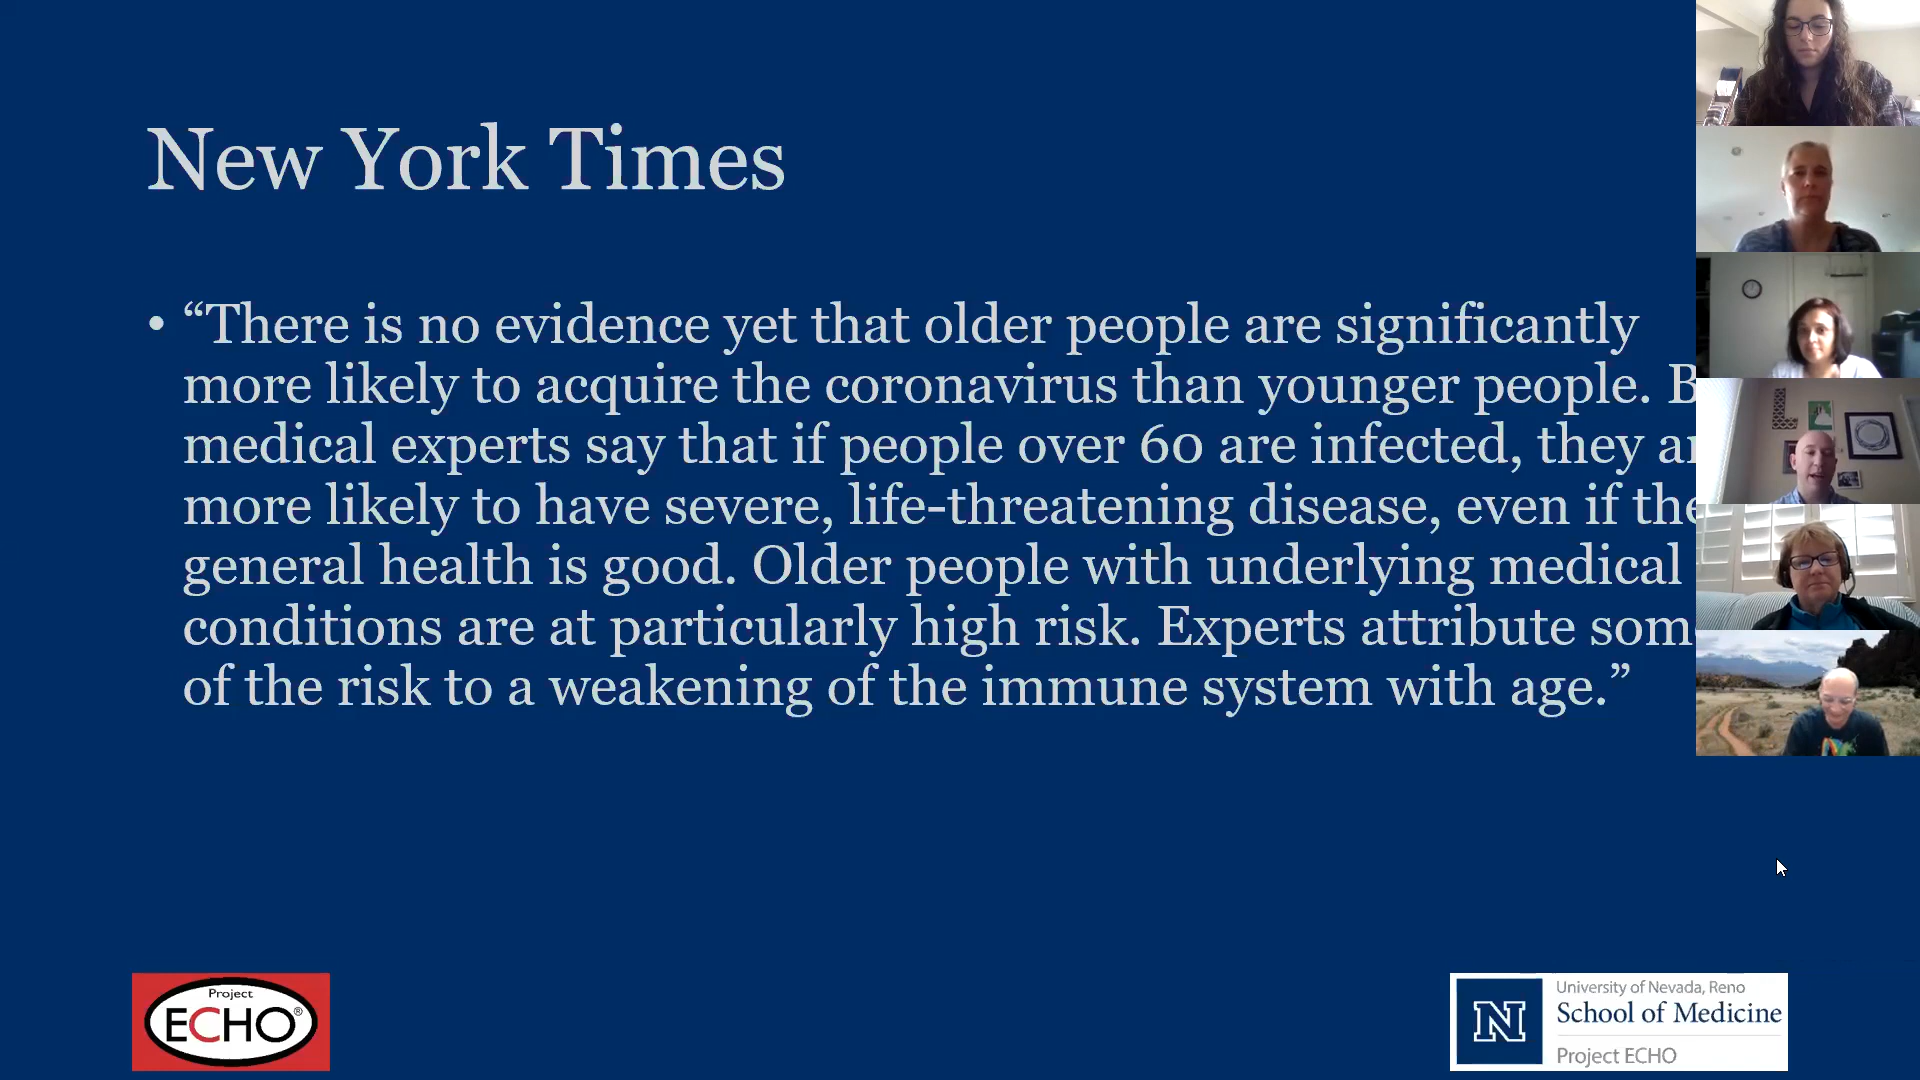 New York Times
• “There is no evidence yet that older people are significantly
more likely to acquire the coronavirus than younger people.
medical experts say that if people over 60 are infected, they
more likely to have severe, life-threatening disease, even if
general health is good. Older people with underlying medical
conditions are at particularly high risk. Experts attribute
of the risk to a weakening of the immune system with age.”
Project
ECHO®
N
University of Nevada, Reno
School of Medicine
Project ECHO